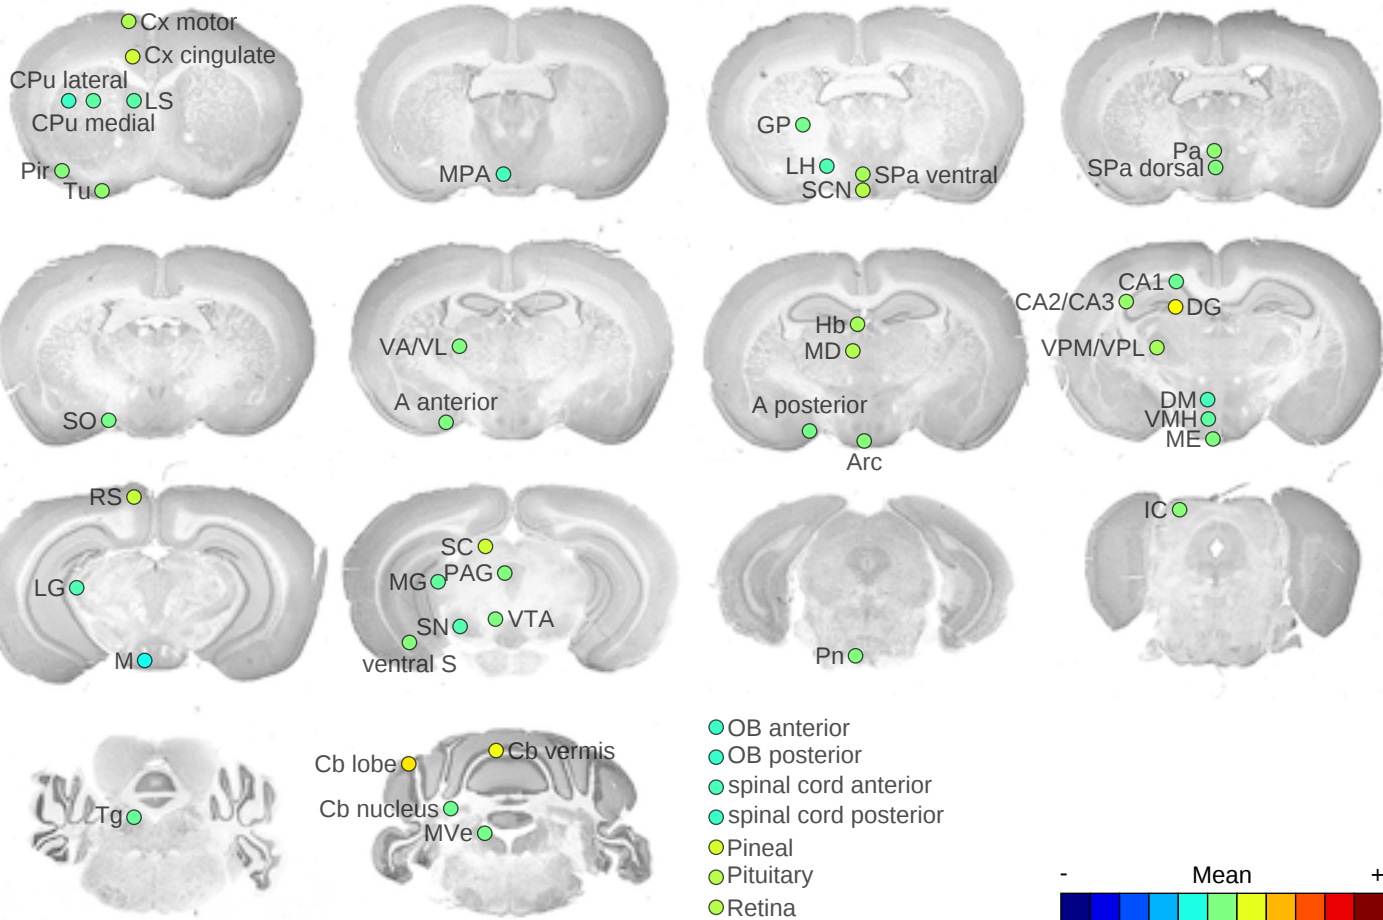 Cx motor
Cx cingulate
CPu lateral
LS
CPu medial
Pir
Tu
MPA
GP
LH
SPa ventral
SCN
Pa
SPa dorsal
SO
VA/VL
A anterior
Hb
MD
A posterior
Arc
CA1
CA2/CA3
DG
VPM/VPL
DM
VMH
ME
RS
LG
M
SC
PAG
MG
VTA
SN
ventral S
Pn
IC
Tg
Cb lobe
Cb vermis
Cb nucleus
MVe
OB anterior
OB posterior
spinal cord anterior
spinal cord posterior
Pineal
Pituitary
Retina
- Mean +